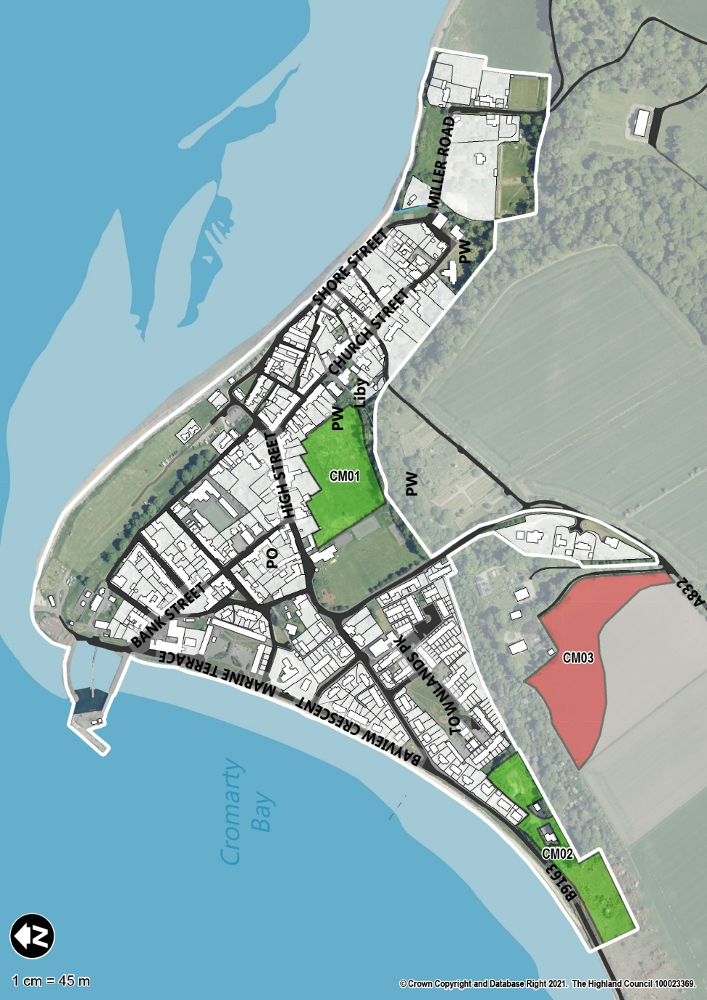 MILLER ROAD
SHORE STREET
PW
CHURCH STREET
Liby
PW
CM01
HIGH STREET
PW
PO
BANK STREET
A832
MARINE TERRACE
CM03
TOWNLANDS PK
BAYVIEW CRESCENT
Cromarty
Bay
CM02
B9163
N
1 cm = 45 m
© Crown Copyright and Database Right 2021. The Highland Council 100023369.